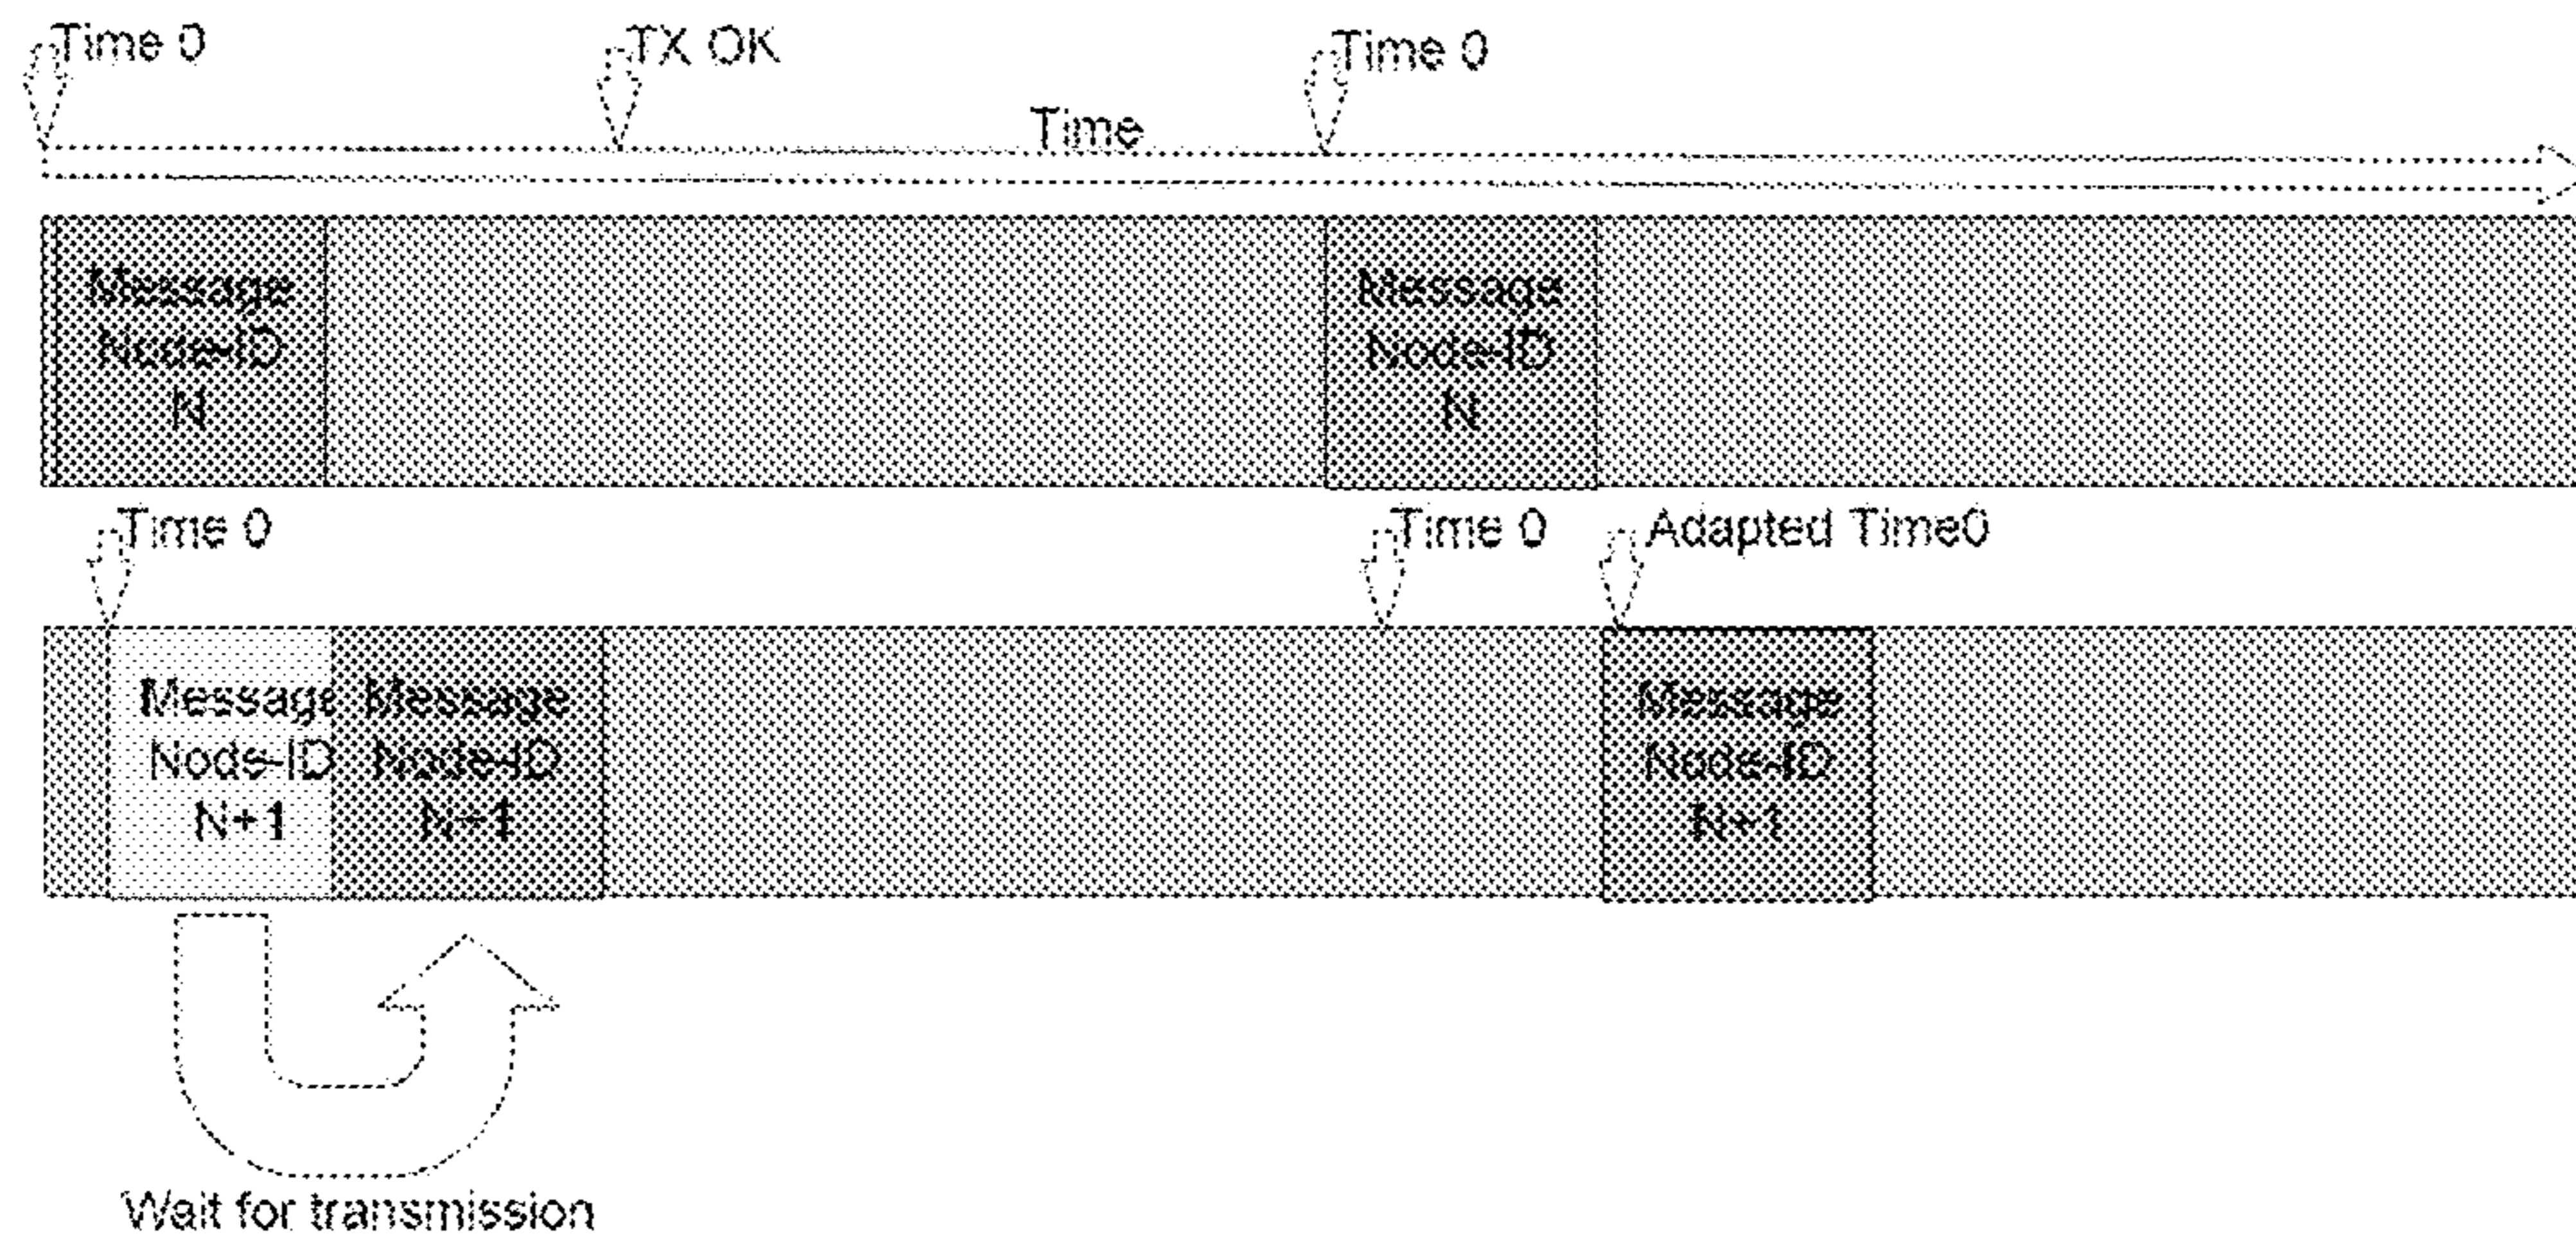 Time 0
TX OK
Time 0
Time
Message
Node-ID
N
Message
Node-ID
N
Time 0
Time 0
Adapted Time0
Message
Node-ID
N+1
Message
Node-ID
N+1
Message
Node-ID
N+1
Wait for transmission